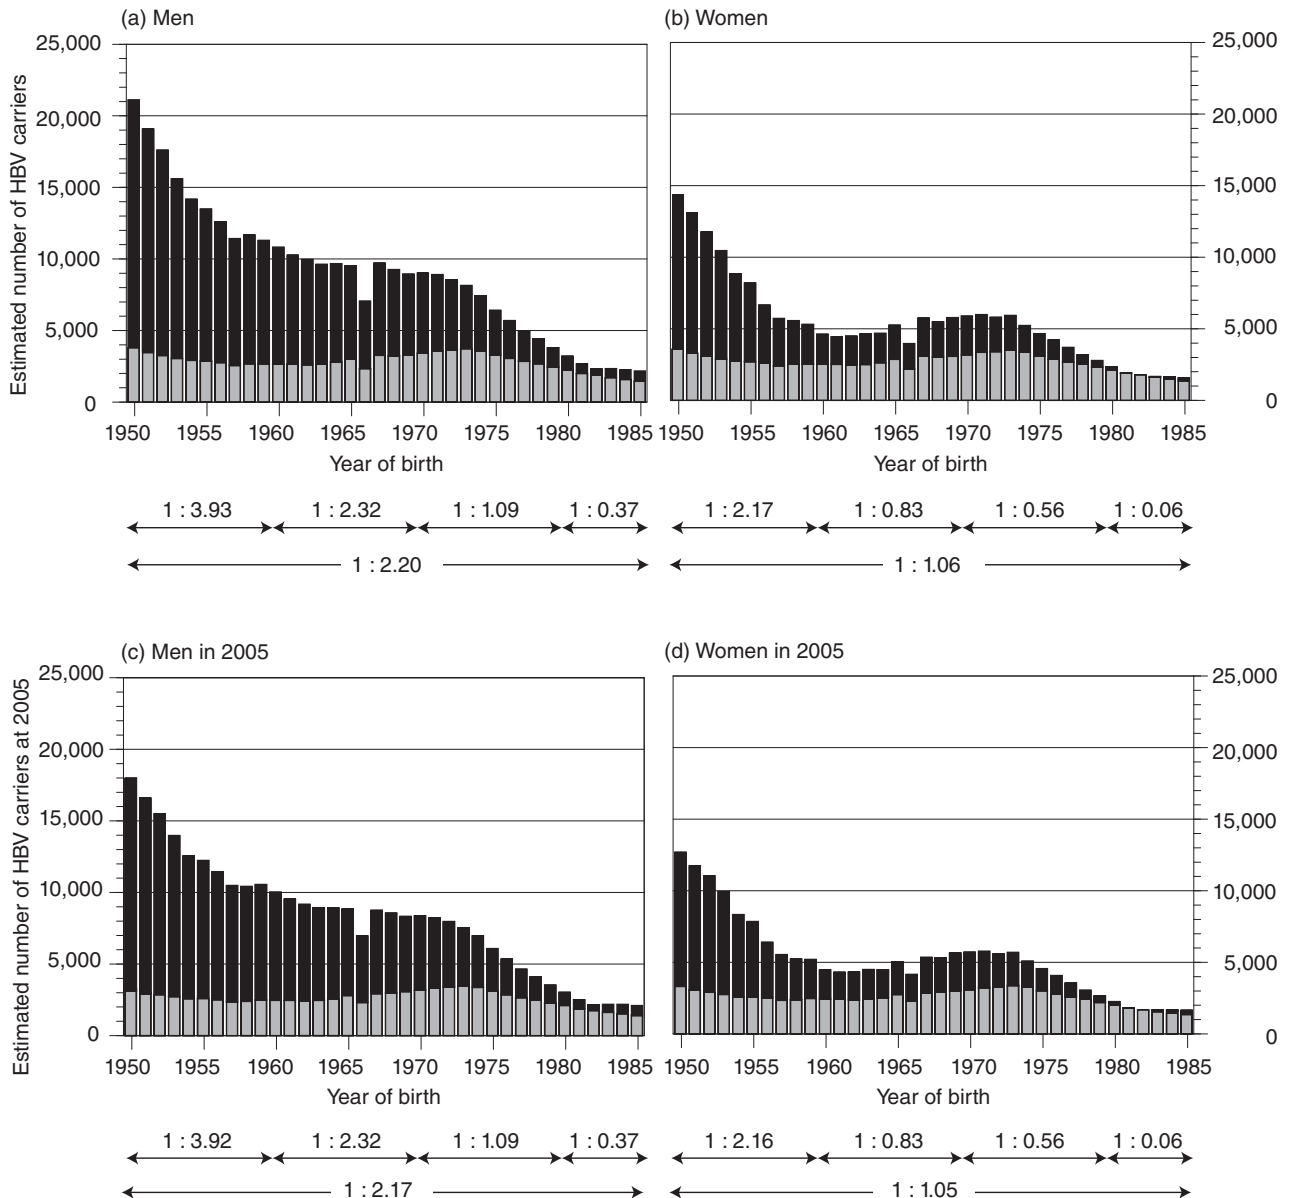 (a) Men
(b) Women
Estimated number of HBV carriers
25,000
20,000
15,000
10,000
5,000
0
25,000
20,000
15,000
10,000
5,000
0
1950 1955 1960 1965 1970 1975 1980 1985
1950 1955 1960 1965 1970 1975 1980 1985
Year of birth
Year of birth
1 : 3.93 1 : 2.32 1 : 1.09 1 : 0.37
1 : 2.17 1 : 0.83 1 : 0.56 1 : 0.06
1 : 2.20
1 : 1.06
(c) Men in 2005
(d) Women in 2005
Estimated number of HBV carriers at 2005
25,000
20,000
15,000
10,000
5,000
0
25,000
20,000
15,000
10,000
5,000
0
1950 1955 1960 1965 1970 1975 1980 1985
1950 1955 1960 1965 1970 1975 1980 1985
Year of birth
Year of birth
1 : 3.92 1 : 2.32 1 : 1.09 1 : 0.37
1 : 2.16 1 : 0.83 1 : 0.56 1 : 0.06
1 : 2.17
1 : 1.05